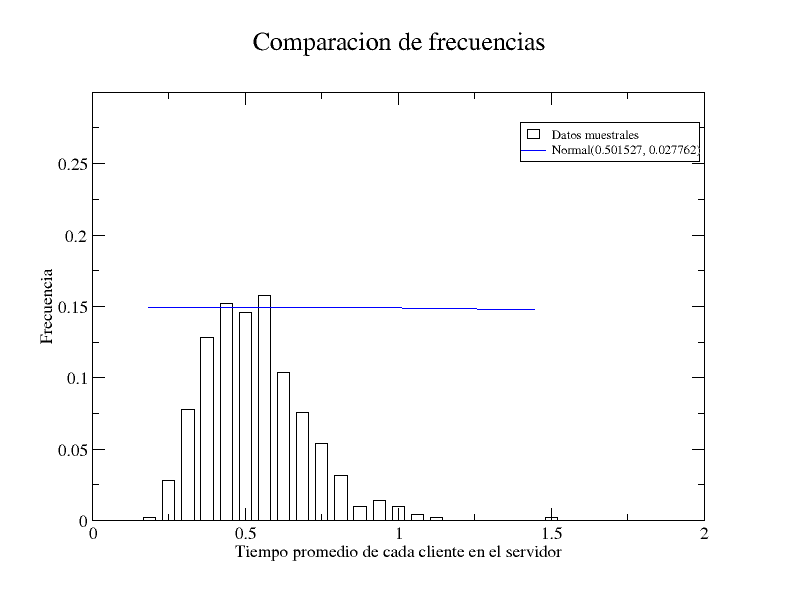 Comparacion de frecuencias
Datos muestrales
Normal(0.501527, 0.027762)
0.25
0.2
0.15
0.1
0.05
0
Frecuencia
0 0.5 1 1.5 2
Tiempo promedio de cada cliente en el servidor